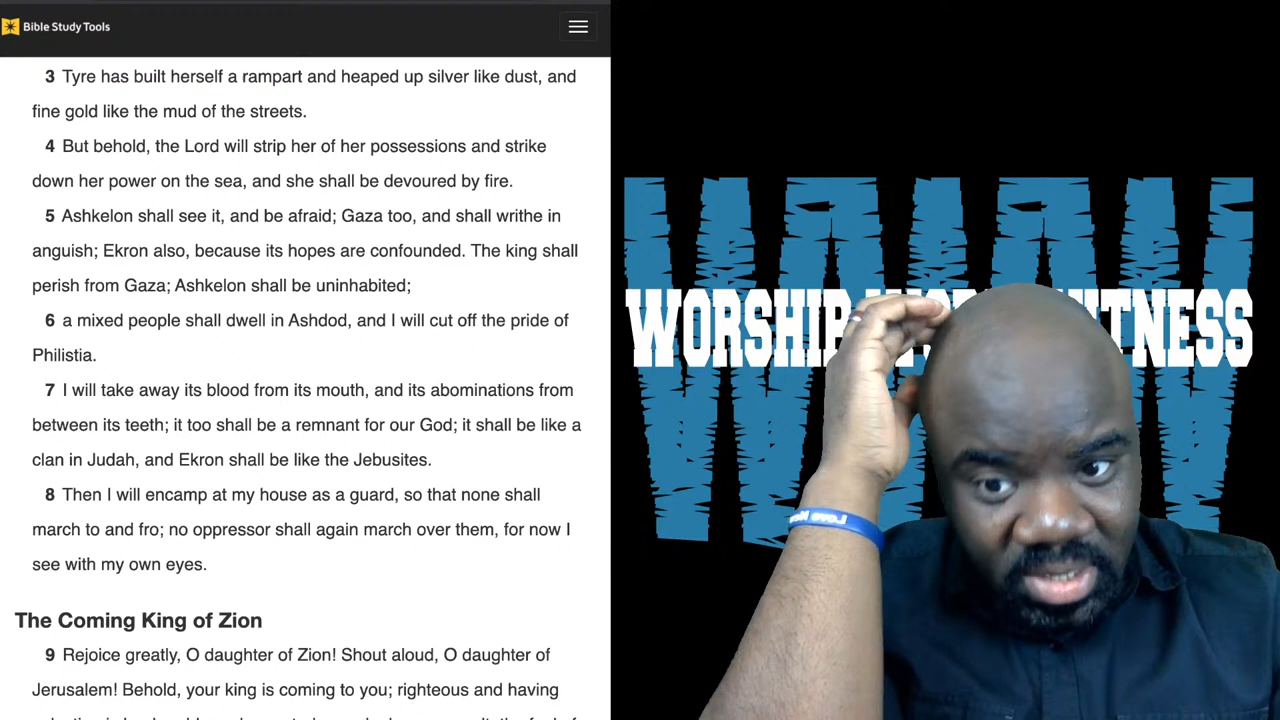 Bible Study Tools
3 Tyre has built herself a rampart and heaped up silver like dust, and
fine gold like the mud of the streets.
4 But behold, the Lord will strip her of her possessions and strike
down her power on the sea, and she shall be devoured by fire.
5 Ashkelon shall see it, and be afraid; Gaza too, and shall writhe in
anguish; Ekron also, because its hopes are confounded. The king shall
perish from Gaza; Ashkelon shall be uninhabited;
6 a mixed people shall dwell in Ashdod, and I will cut off the pride of
Philistia.
7 I will take away its blood from its mouth, and its abominations from
between its teeth; it too shall be a remnant for our God; it shall be like a
clan in Judah, and Ekron shall be like the Jebusites.
8 Then I will encamp at my house as a guard, so that none shall
march to and fro; no oppressor shall again march over them, for now I
see with my own eyes.
The Coming King of Zion
9 Rejoice greatly, O daughter of Zion! Shout aloud, O daughter of
Jerusalem! Behold, your king is coming to you; righteous and having
WWW
WORSHIP